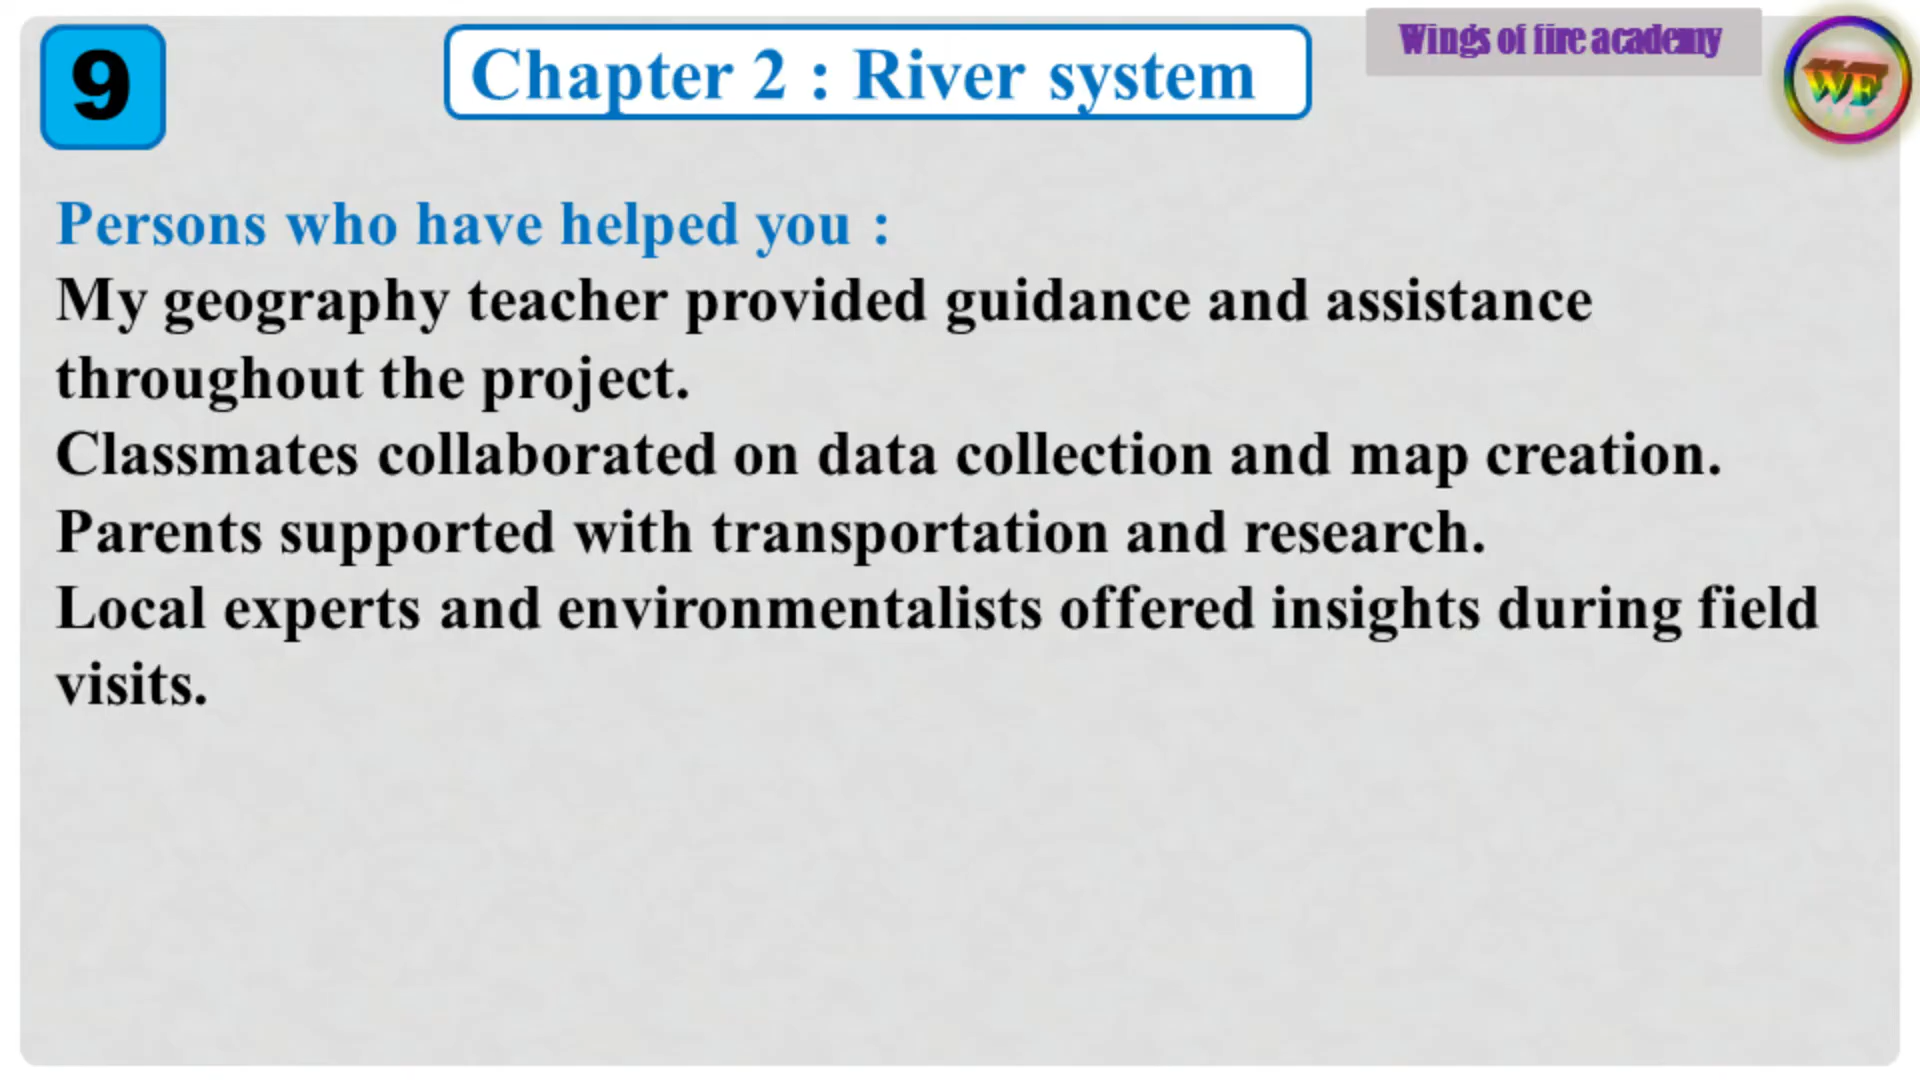 9
Chapter 2 : River system
Wings of fire academy
WF
Persons who have helped you :
My geography teacher provided guidance and assistance
throughout the project.
Classmates collaborated on data collection and map creation.
Parents supported with transportation and research.
Local experts and environmentalists offered insights during field
visits.